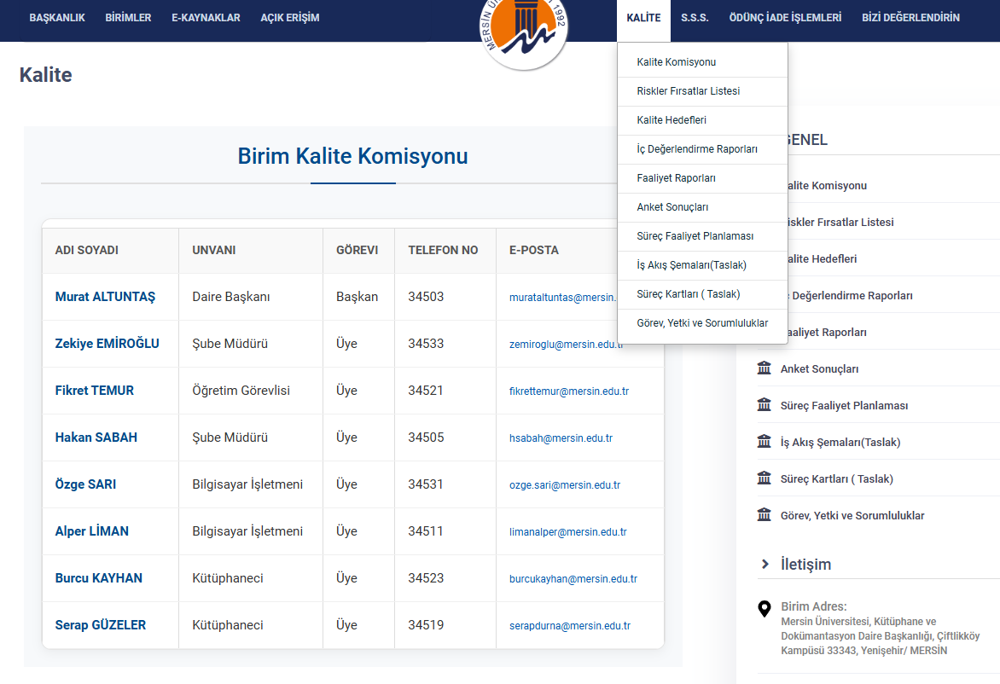 BAŞKANLIK BİRİMLER E-KAYNAKLAR AÇIK ERİŞİM KALİTE S.S.S. ÖDÜNÇ İADE İŞLEMLERİ BİZİ DEĞERLENDİRİN
MERSİN 1992
Kalite
Kalite Komisyonu
Riskler Fırsatlar Listesi
Kalite Hedefleri
İç Değerlendirme Raporları
Faaliyet Raporları
Anket Sonuçları
Süreç Faaliyet Planlaması
İş Akış Şemaları(Taslak)
Süreç Kartları ( Taslak)
Görev, Yetki ve Sorumluluklar
Birim Kalite Komisyonu
ADI SOYADI UNVANI GÖREVI TELEFON NO E-POSTA
Murat ALTUNTAŞ Daire Başkanı Başkan 34503 murataltuntas@mersin.
Zekiye EMİROĞLU Şube Müdürü Üye 34533 zemiroglu@mersin.edu.tr
Fikret TEMUR Öğretim Görevlisi Üye 34521 fikrettemur@mersin.edu.tr
Hakan SABAH Şube Müdürü Üye 34505 hsabah@mersin.edu.tr
Özge SARI Bilgisayar İşletmeni Üye 34531 ozge.sari@mersin.edu.tr
Alper LİMAN Bilgisayar İşletmeni Üye 34511 limanalper@mersin.edu.tr
Burcu KAYHAN Kütüphaneci Üye 34523 burcukayhan@mersin.edu.tr
Serap GÜZELER Kütüphaneci Üye 34519 serapdurna@mersin.edu.tr
GENEL
alite Komisyonu
iskler Fırsatlar Listesi
alite Hedefleri
Değerlendirme Raporları
aaliyet Raporları
Anket Sonuçları
Süreç Faaliyet Planlaması
İş Akış Şemaları(Taslak)
Süreç Kartları ( Taslak)
Görev, Yetki ve Sorumluluklar
İletişim
Birim Adres:
Mersin Üniversitesi, Kütüphane ve
Dokümantasyon Daire Başkanlığı, Çiftlikköy
Kampüsü 33343, Yenişehir/ MERSİN